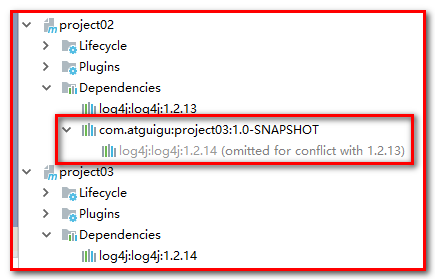 project02
Lifecycle
Plugins
Dependencies
log4j:log4j:1.2.13
com.atguigu:project03:1.0-SNAPSHOT
log4j:log4j:1.2.14 (omitted for conflict with 1.2.13)
project03
Lifecycle
Plugins
Dependencies
log4j:log4j:1.2.14